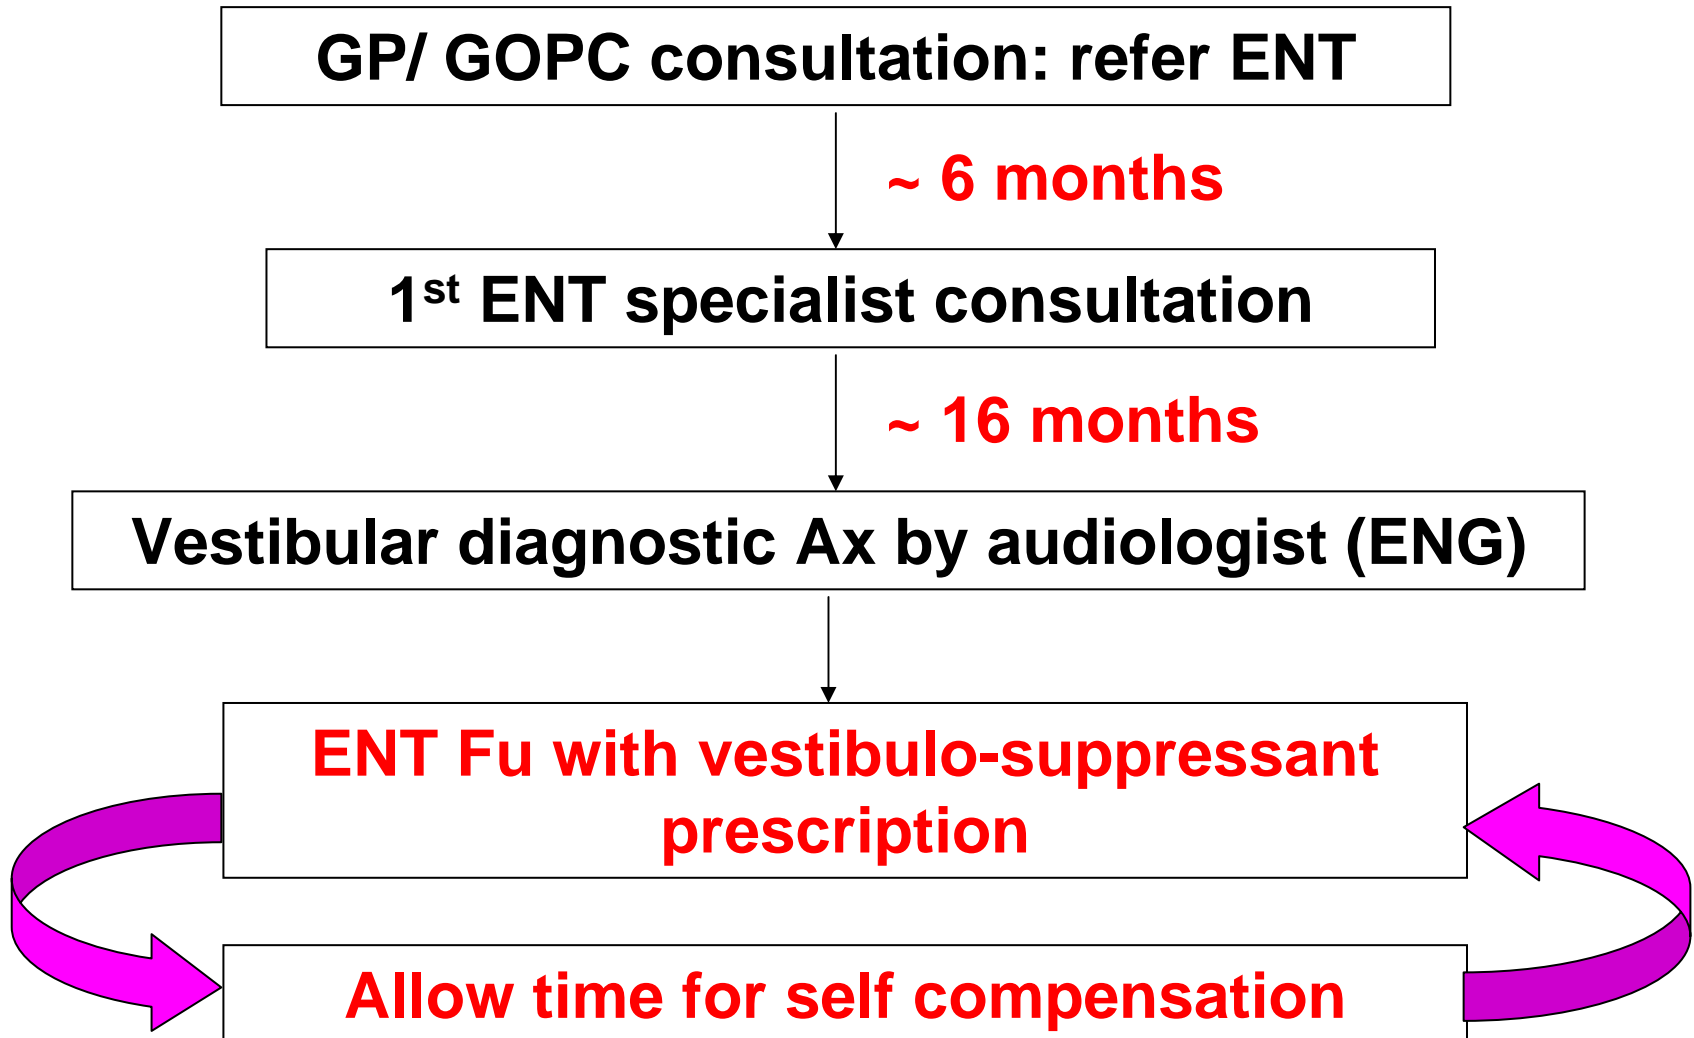 GP/ GOPC consultation: refer ENT
~ 6 months
1st ENT specialist consultation
~ 16 months
Vestibular diagnostic Ax by audiologist (ENG)
ENT Fu with vestibulo-suppressant
prescription
Allow time for self compensation